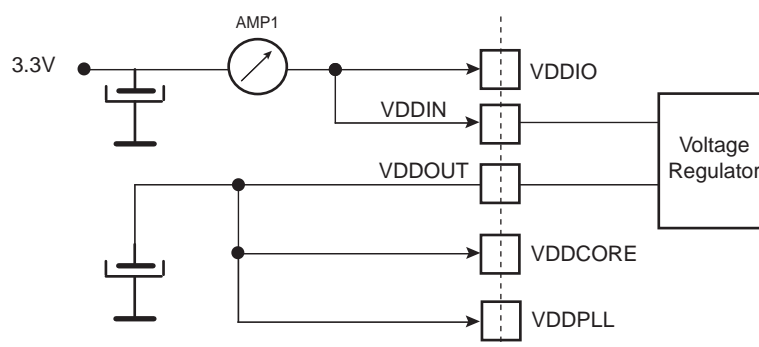 AMP1
3.3V
VDDIO
VDDIN
Voltage
Regulator
VDDOUT
VDDCORE
VDDPLL